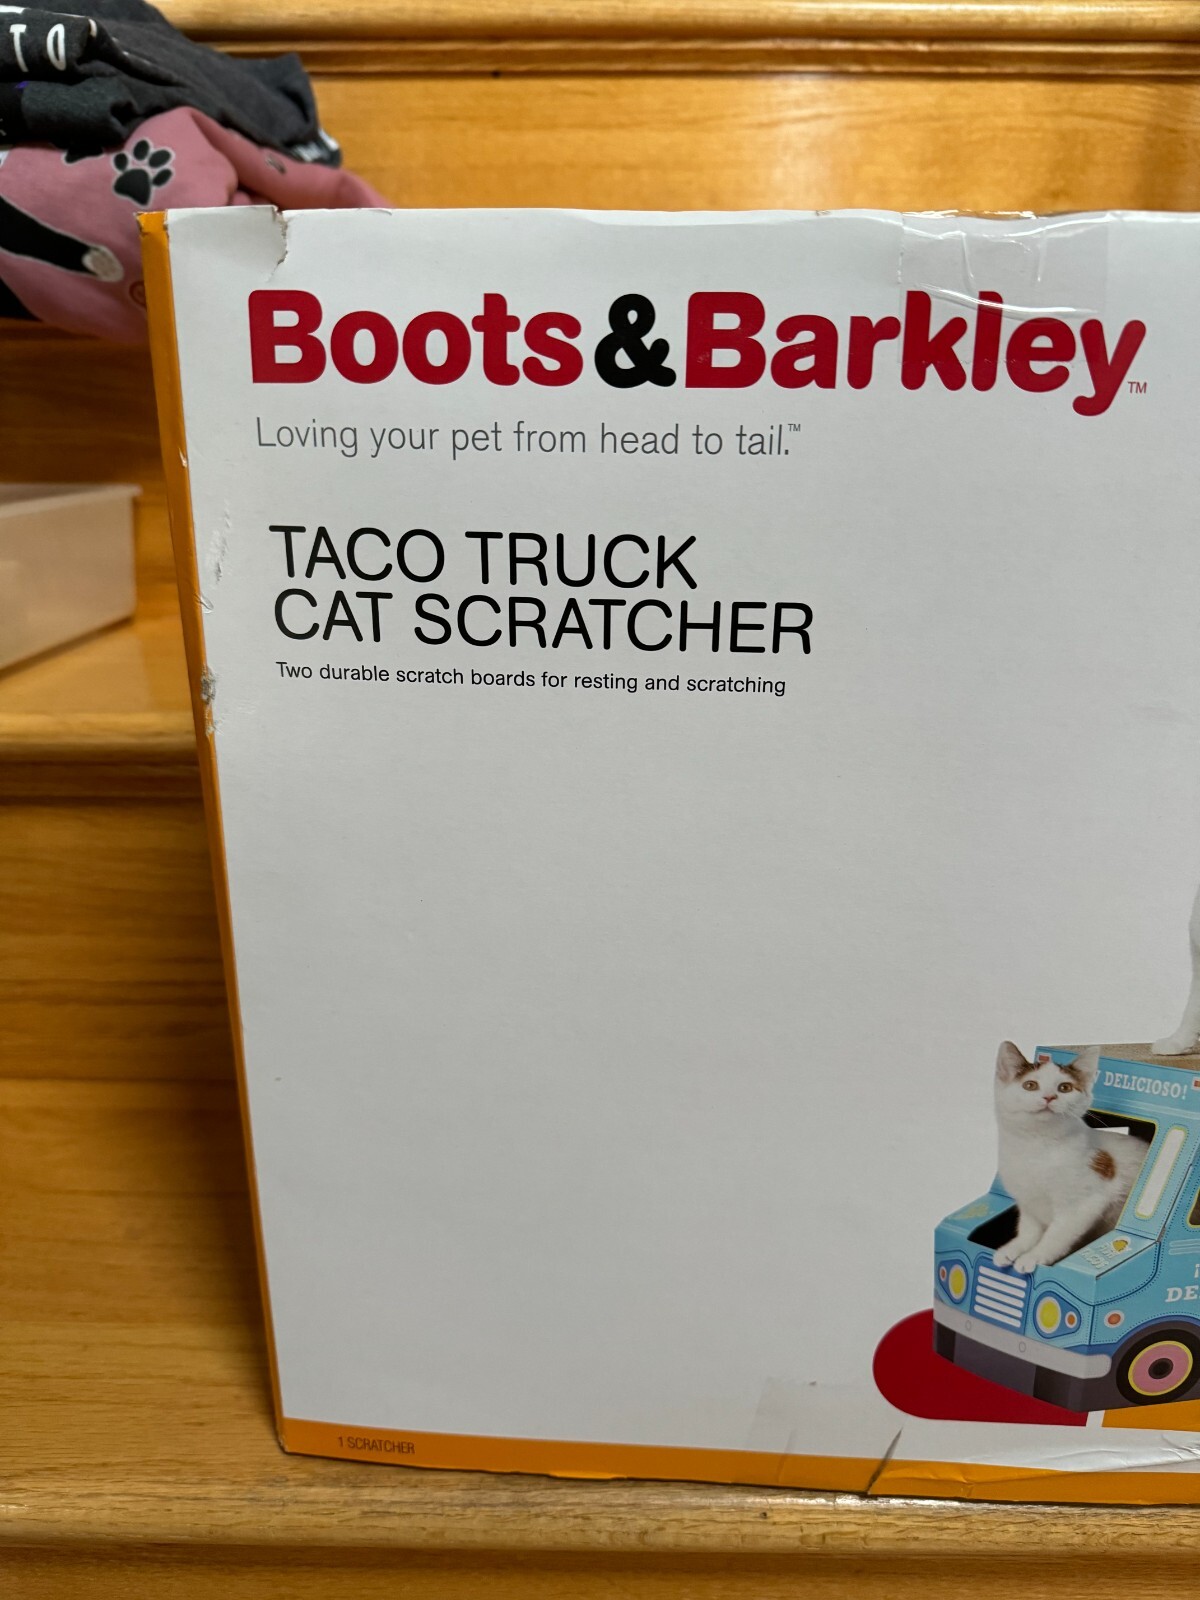 Boots&Barkley™
Loving your pet from head to tail.™
TACO TRUCK
CAT SCRATCHER
Two durable scratch boards for resting and scratching
DELICIOSO!
DE
1 SCRATCHER